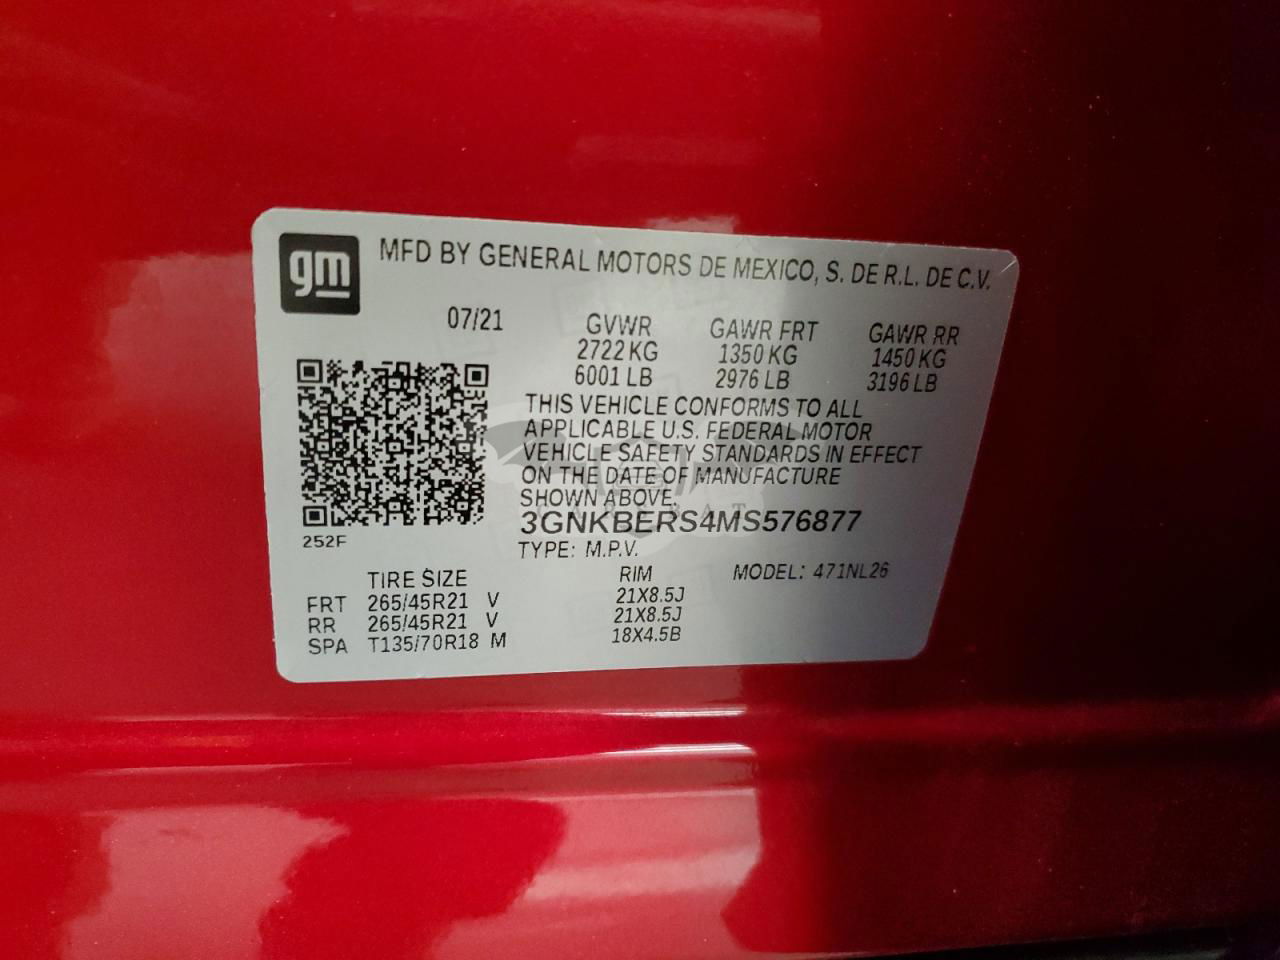 gm
MFD BY GENERAL MOTORS DE MEXICO, S. DE R.L. DE C.V.
07/21 GVWR GAWR FRT GAWR RR
2722 KG 1350 KG 1450 KG
6001 LB 2976 LB 3196 LB
THIS VEHICLE CONFORMS TO ALL
APPLICABLE U.S. FEDERAL MOTOR
VEHICLE SAFETY STANDARDS IN EFFECT
ON THE DATE OF MANUFACTURE
SHOWN ABOVE.
3GNKBERS4MS576877
252F
TYPE: M.P.V.
TIRE SIZE RIM MODEL: 471NL26
FRT 265/45R21 V 21X8.5J
RR 265/45R21 V 21X8.5J
SPA T135/70R18 M 18X4.5B